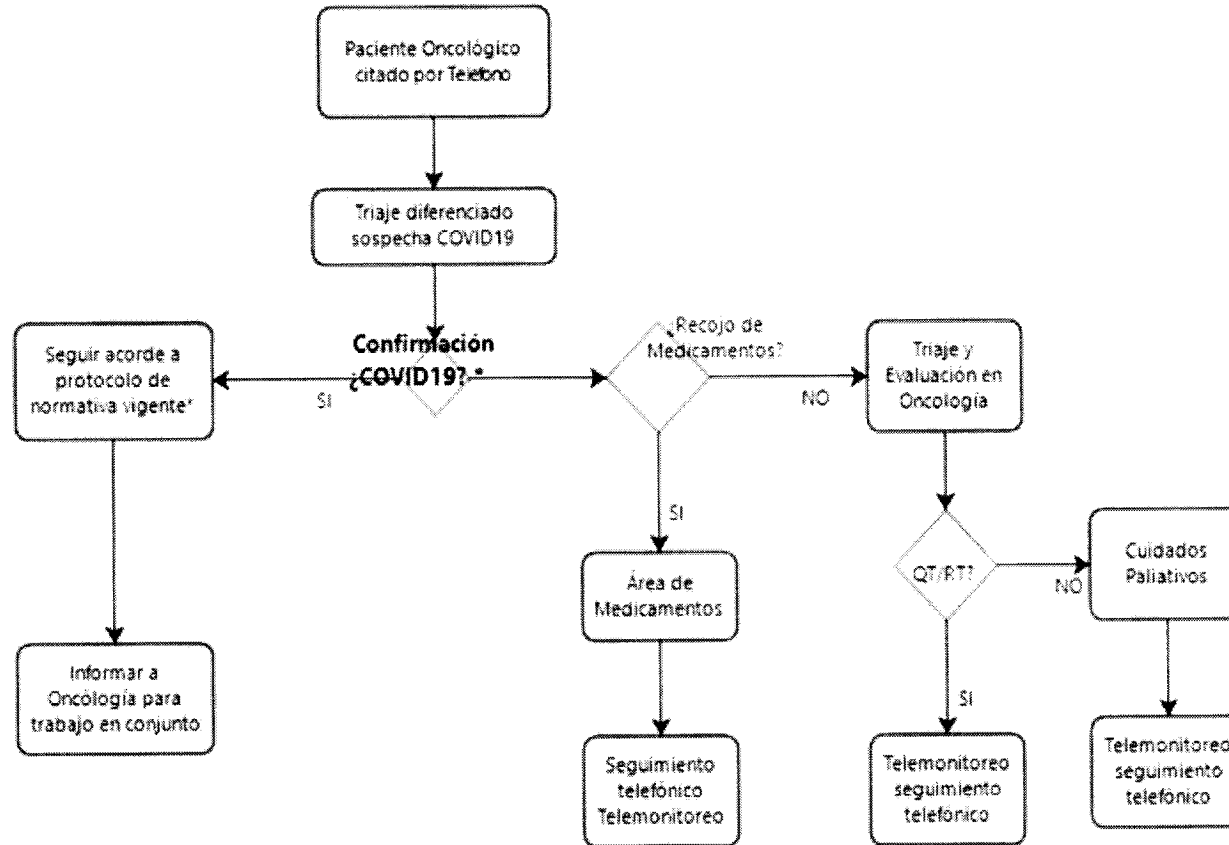 Paciente Oncológico
citado por Teléfono
Triaje diferenciado
sospecha COVID19
Confirmación
¿COVID19? *
SI
Seguir acorde a
protocolo de
normativa vigente*
Informar a
Oncología para
trabajo en conjunto
Recojo de
Medicamentos?
NO
SI
Área de
Medicamentos
Seguimiento
telefónico
Telemonitoreo
Triaje y
Evaluación en
Oncología
QT/RT?
NO
SI
Cuidados
Paliativos
Telemonitoreo
seguimiento
telefónico
Telemonitoreo
seguimiento
telefónico